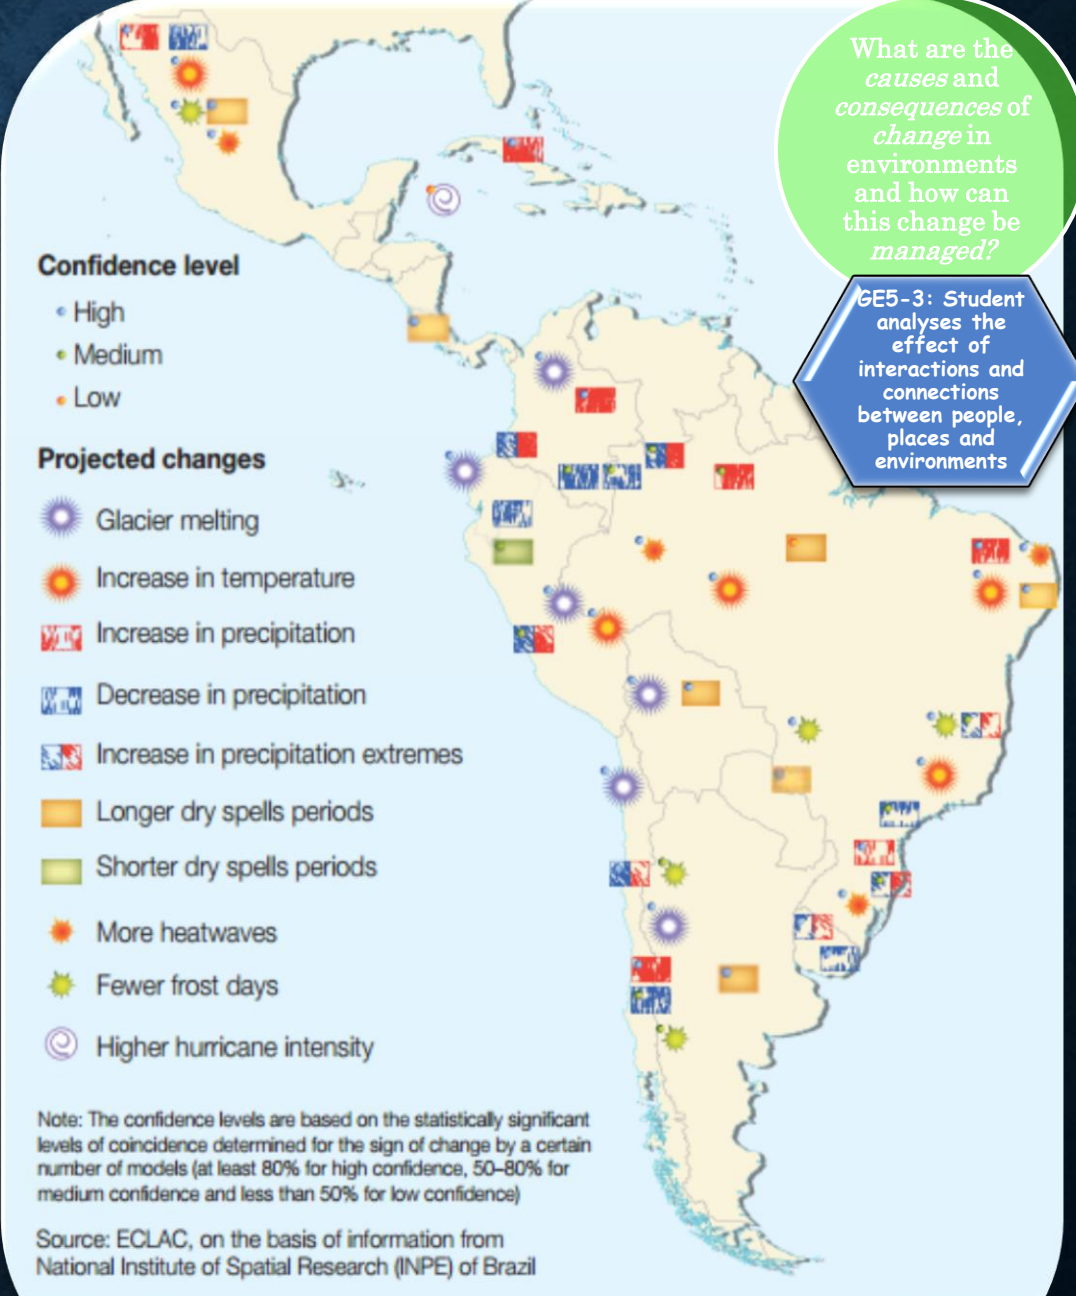 What are the
causes and
consequences of
change in
environments
and how can
this change be
managed?
GE5-3: Student
analyses the
effect of
interactions and
connections
between people,
places and
environments
Confidence level
High
Medium
Low
Projected changes
Glacier melting
Increase in temperature
Increase in precipitation
Decrease in precipitation
Increase in precipitation extremes
Longer dry spells periods
Shorter dry spells periods
More heatwaves
Fewer frost days
Higher hurricane intensity
Note: The confidence levels are based on the statistically significant
levels of coincidence determined for the sign of change by a certain
number of models (at least 80% for high confidence, 50–80% for
medium confidence and less than 50% for low confidence)
Source: ECLAC, on the basis of information from
National Institute of Spatial Research (INPE) of Brazil